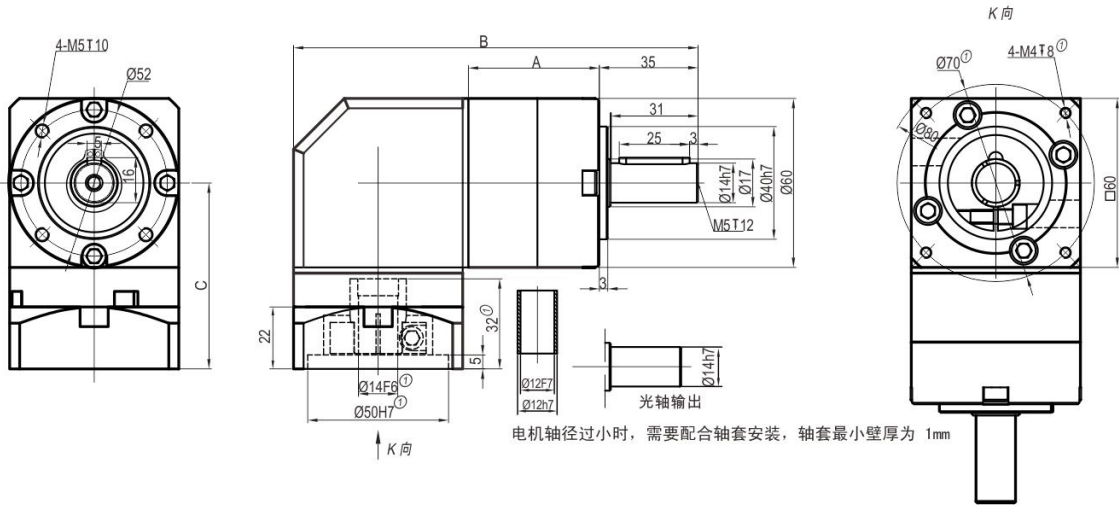 4-M5↧10
Ø52
5
16
C
B
A
35
31
25
3
Ø14h7
Ø17
Ø40h7
Ø60
M5↧12
3
22
32①
5
Ø14F6①
Ø50H7①
K向
Ø12F7
Ø12h7
Ø14h7
光轴输出
电机轴径过小时，需要配合轴套安装，轴套最小壁厚为 1mm
K向
Ø70①
4-M4↧8①
Ø80
□60